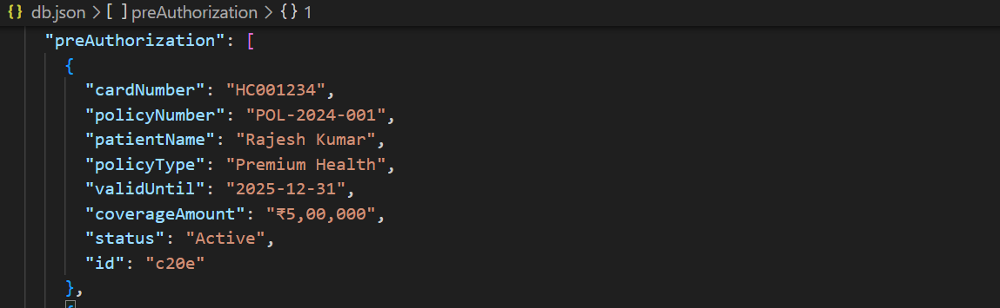 {} db.json > [ ] preAuthorization > {} 1
"preAuthorization": [
{
"cardNumber": "HC001234",
"policyNumber": "POL-2024-001",
"patientName": "Rajesh Kumar",
"policyType": "Premium Health",
"validUntil": "2025-12-31",
"coverageAmount": "₹5,00,000",
"status": "Active",
"id": "c20e"
},
{